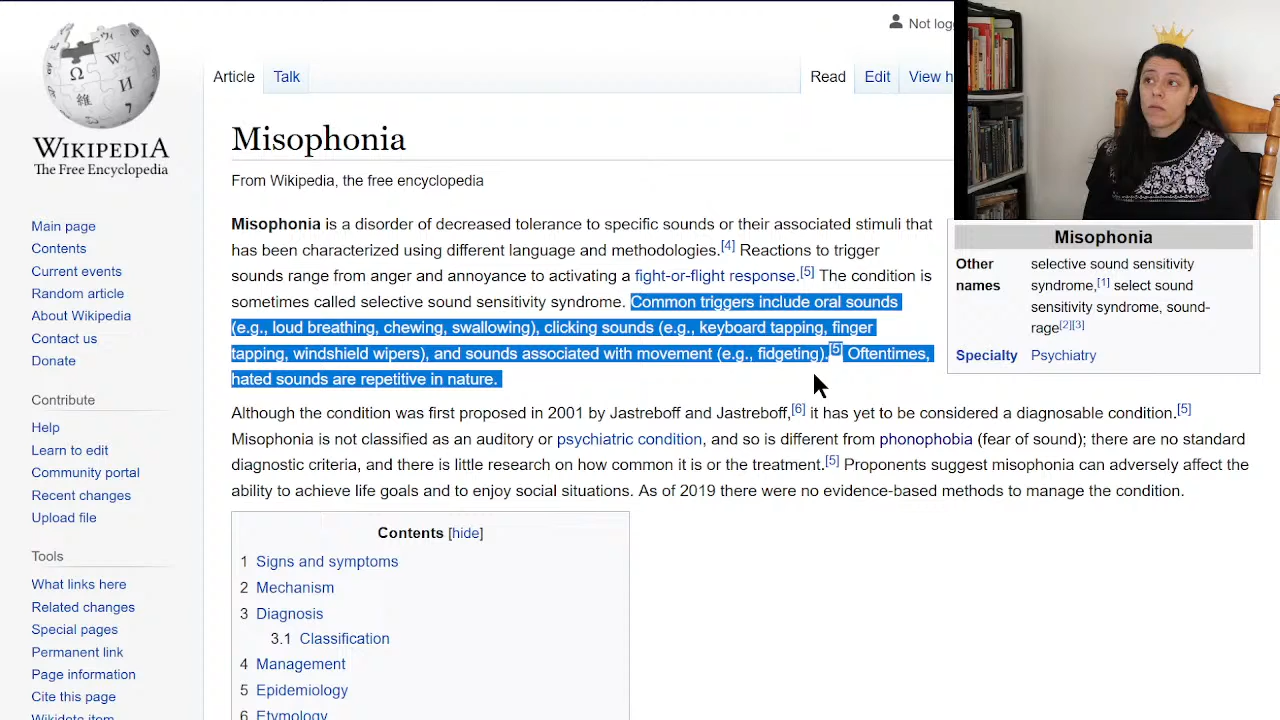 Not log
Article
Talk
Read
Edit
View h
WIKIPEDIA
The Free Encyclopedia
Main page
Contents
Current events
Random article
About Wikipedia
Contact us
Donate
Contribute
Help
Learn to edit
Community portal
Recent changes
Upload file
Tools
What links here
Related changes
Special pages
Permanent link
Page information
Cite this page
Wikidata item
Misophonia
From Wikipedia, the free encyclopedia
Misophonia is a disorder of decreased tolerance to specific sounds or their associated stimuli that
has been characterized using different language and methodologies.[4] Reactions to trigger
sounds range from anger and annoyance to activating a fight-or-flight response.[5] The condition is
sometimes called selective sound sensitivity syndrome. Common triggers include oral sounds
(e.g., loud breathing, chewing, swallowing), clicking sounds (e.g., keyboard tapping, finger
tapping, windshield wipers), and sounds associated with movement (e.g., fidgeting).[5] Oftentimes,
hated sounds are repetitive in nature.
Misophonia
Other names
selective sound sensitivity
syndrome,[1] select sound
sensitivity syndrome, sound-
rage[2][3]
Specialty Psychiatry
Although the condition was first proposed in 2001 by Jastreboff and Jastreboff,[6] it has yet to be considered a diagnosable condition.[5]
Misophonia is not classified as an auditory or psychiatric condition, and so is different from phonophobia (fear of sound); there are no standard
diagnostic criteria, and there is little research on how common it is or the treatment.[5] Proponents suggest misophonia can adversely affect the
ability to achieve life goals and to enjoy social situations. As of 2019 there were no evidence-based methods to manage the condition.
Contents [hide]
1 Signs and symptoms
2 Mechanism
3 Diagnosis
3.1 Classification
4 Management
5 Epidemiology
6 Etymology